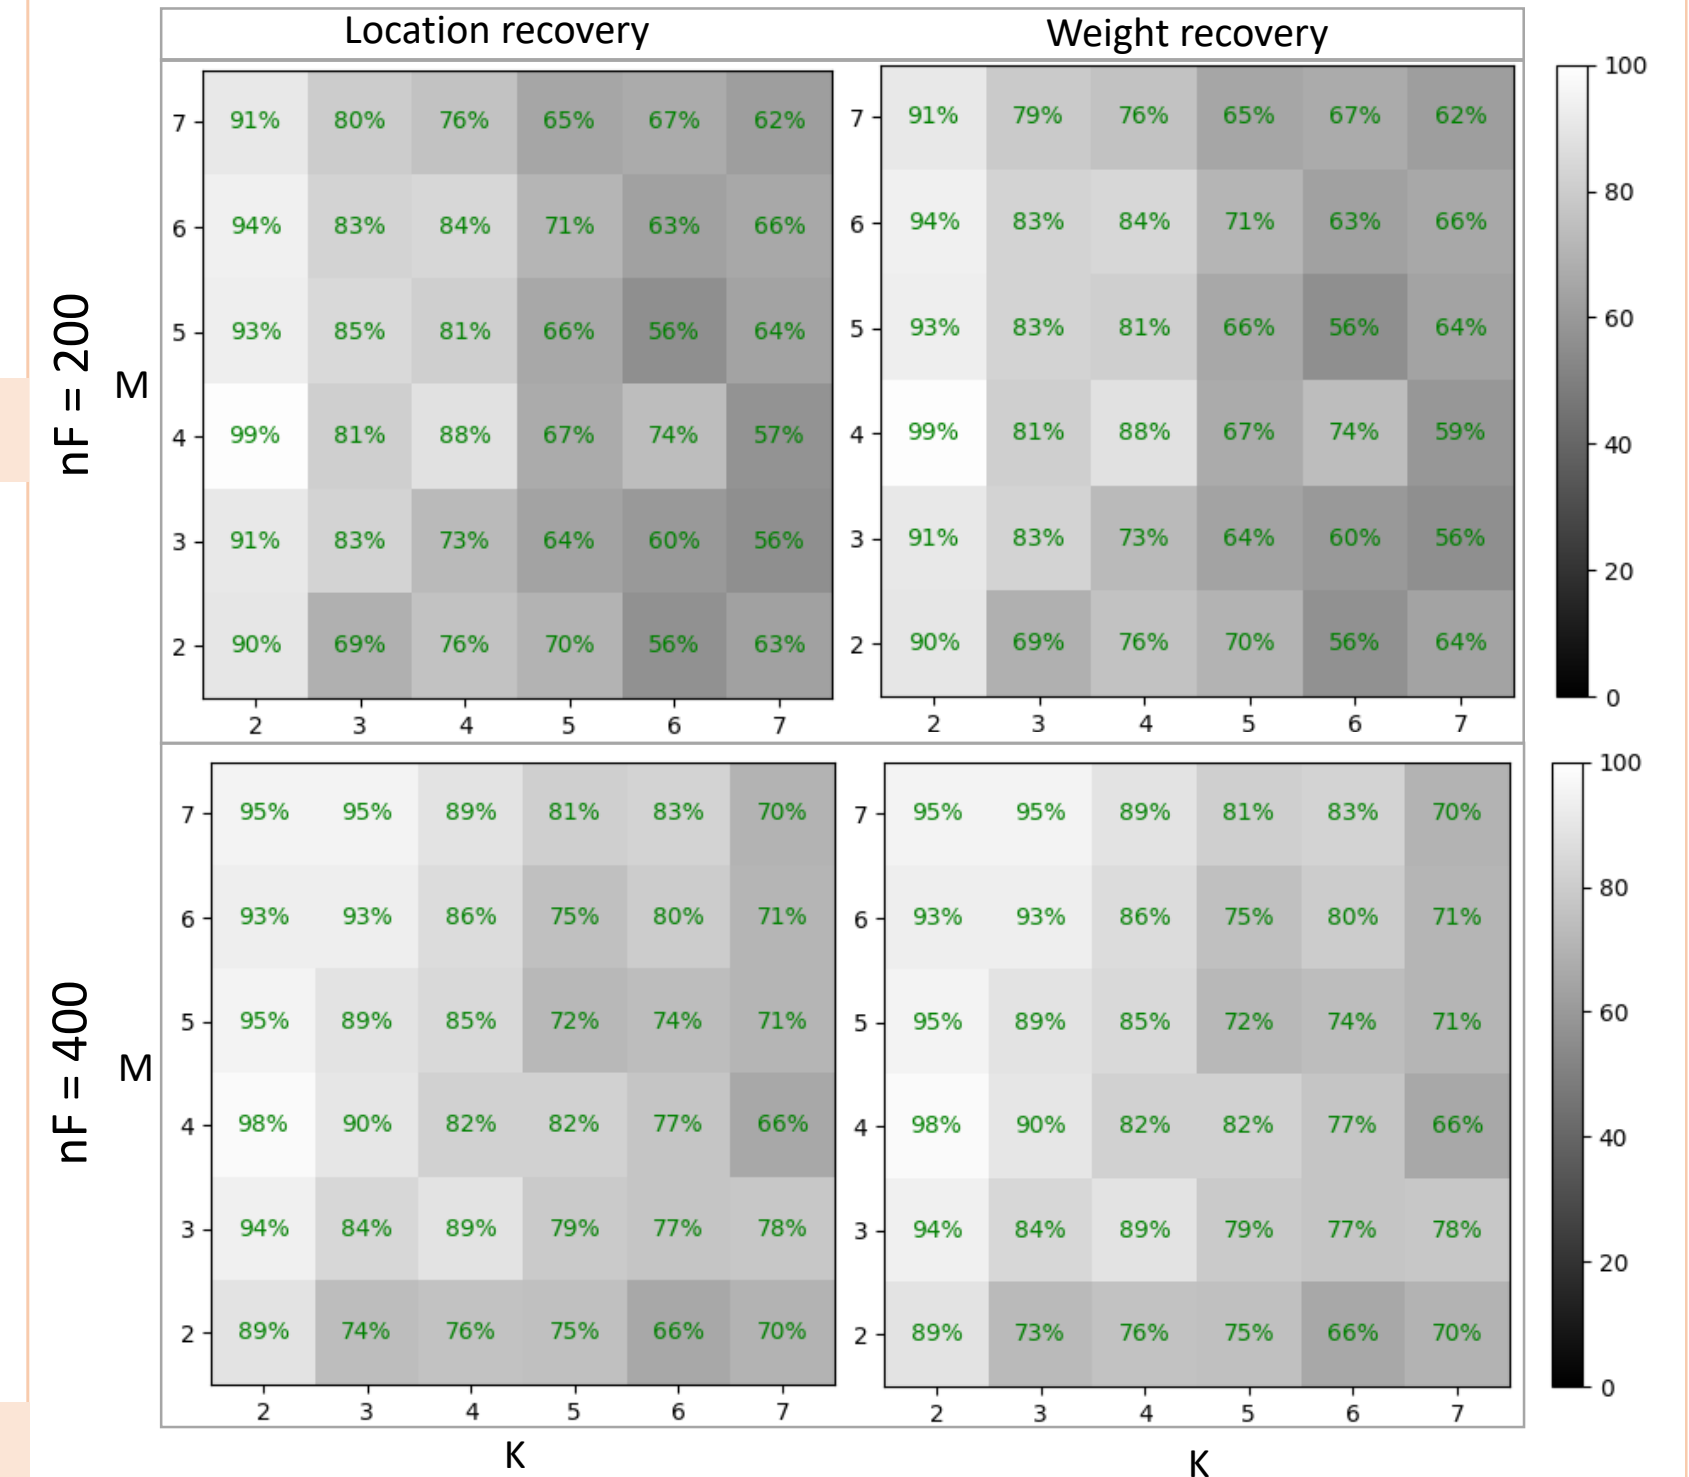 Location recovery
Weight recovery
nF = 200
M
7 91% 80% 76% 65% 67% 62%
6 94% 83% 84% 71% 63% 66%
5 93% 85% 81% 66% 56% 64%
4 99% 81% 88% 67% 74% 57%
3 91% 83% 73% 64% 60% 56%
2 90% 69% 76% 70% 56% 63%
2 3 4 5 6 7
7 91% 79% 76% 65% 67% 62%
6 94% 83% 84% 71% 63% 66%
5 93% 83% 81% 66% 56% 64%
4 99% 81% 88% 67% 74% 59%
3 91% 83% 73% 64% 60% 56%
2 90% 69% 76% 70% 56% 64%
2 3 4 5 6 7
100
80
60
40
20
0
nF = 400
M
7 95% 95% 89% 81% 83% 70%
6 93% 93% 86% 75% 80% 71%
5 95% 89% 85% 72% 74% 71%
4 98% 90% 82% 82% 77% 66%
3 94% 84% 89% 79% 77% 78%
2 89% 74% 76% 75% 66% 70%
2 3 4 5 6 7
K
7 95% 95% 89% 81% 83% 70%
6 93% 93% 86% 75% 80% 71%
5 95% 89% 85% 72% 74% 71%
4 98% 90% 82% 82% 77% 66%
3 94% 84% 89% 79% 77% 78%
2 89% 73% 76% 75% 66% 70%
2 3 4 5 6 7
K
100
80
60
40
20
0